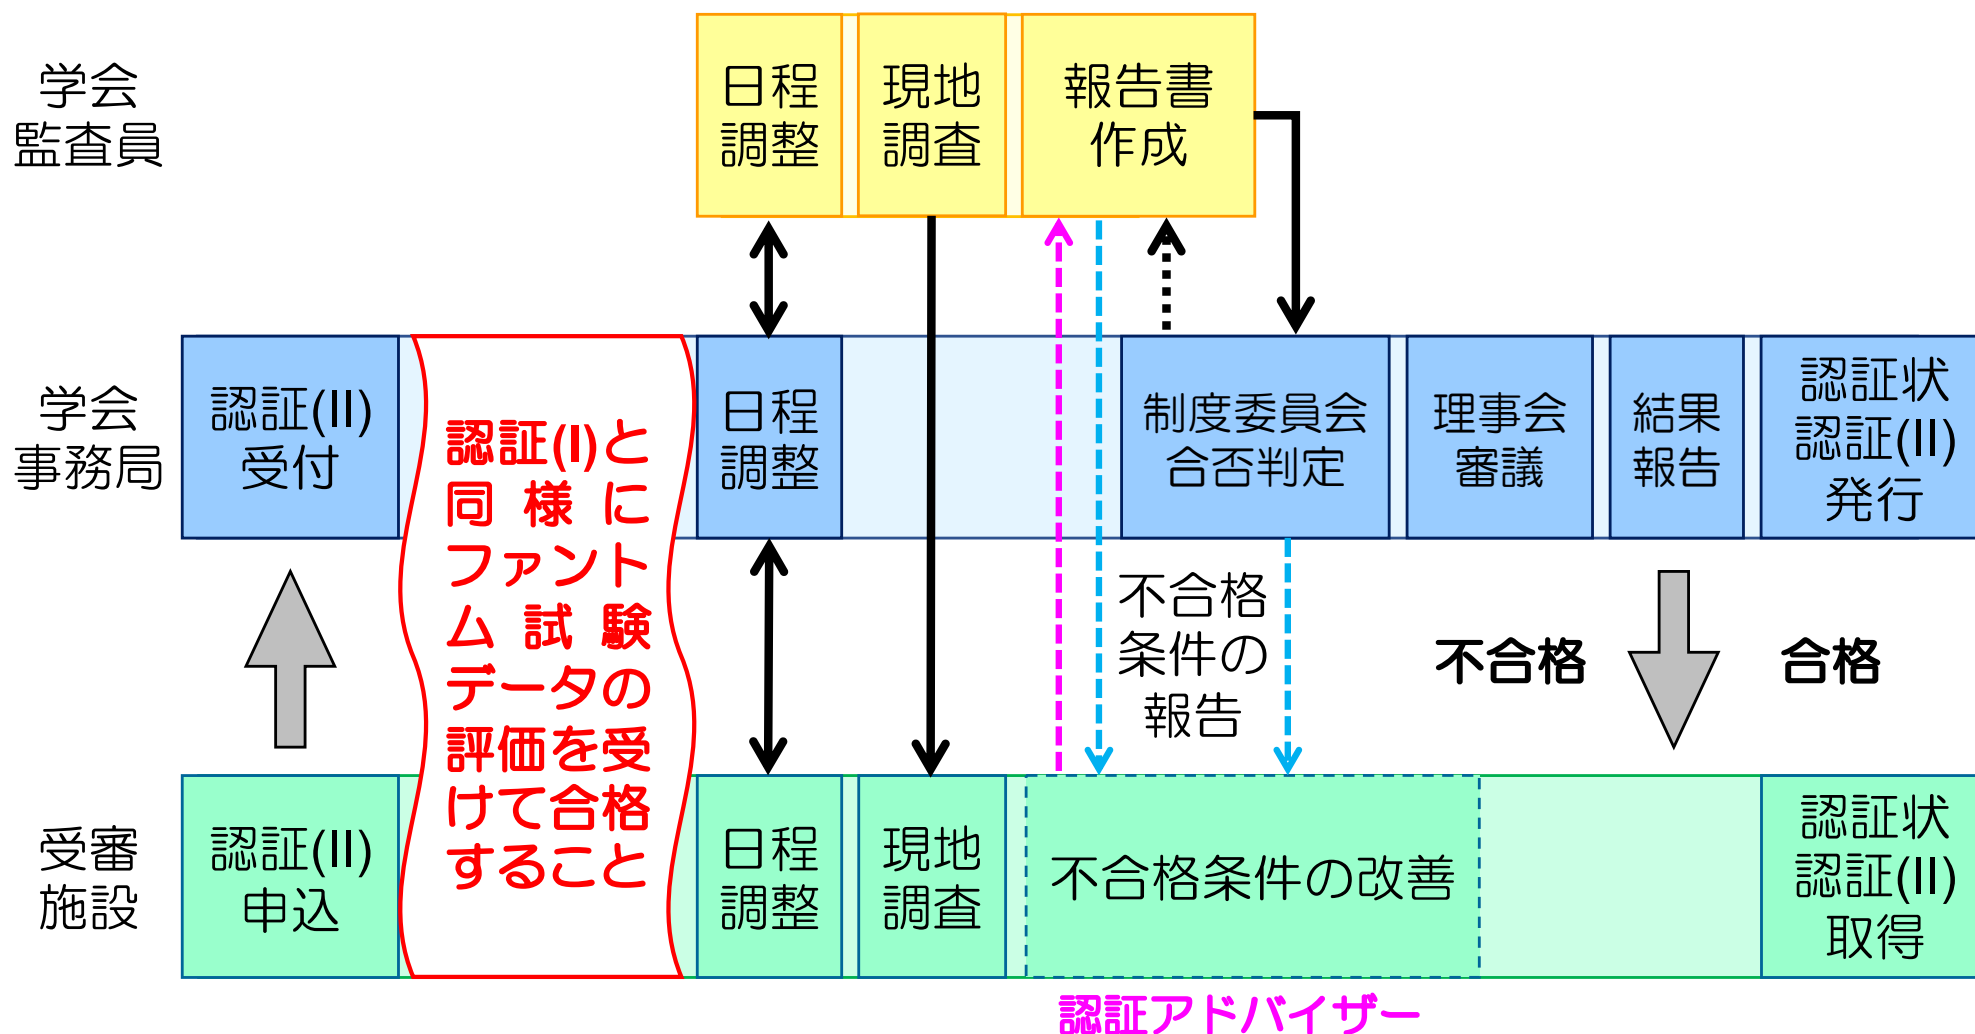 学会
監査員
日程
調整
現地
調査
報告書
作成
学会
事務局
認証(II)
受付
認証(I)と
同様に
ファント
ム試験
データの
評価を受
けて合格
すること
日程
調整
制度委員会
合否判定
理事会
審議
結果
報告
認証状
認証(II)
発行
不合格
条件の
報告
不合格
合格
受審
施設
認証(II)
申込
日程
調整
現地
調査
不合格条件の改善
認証状
認証(II)
取得
認証アドバイザー